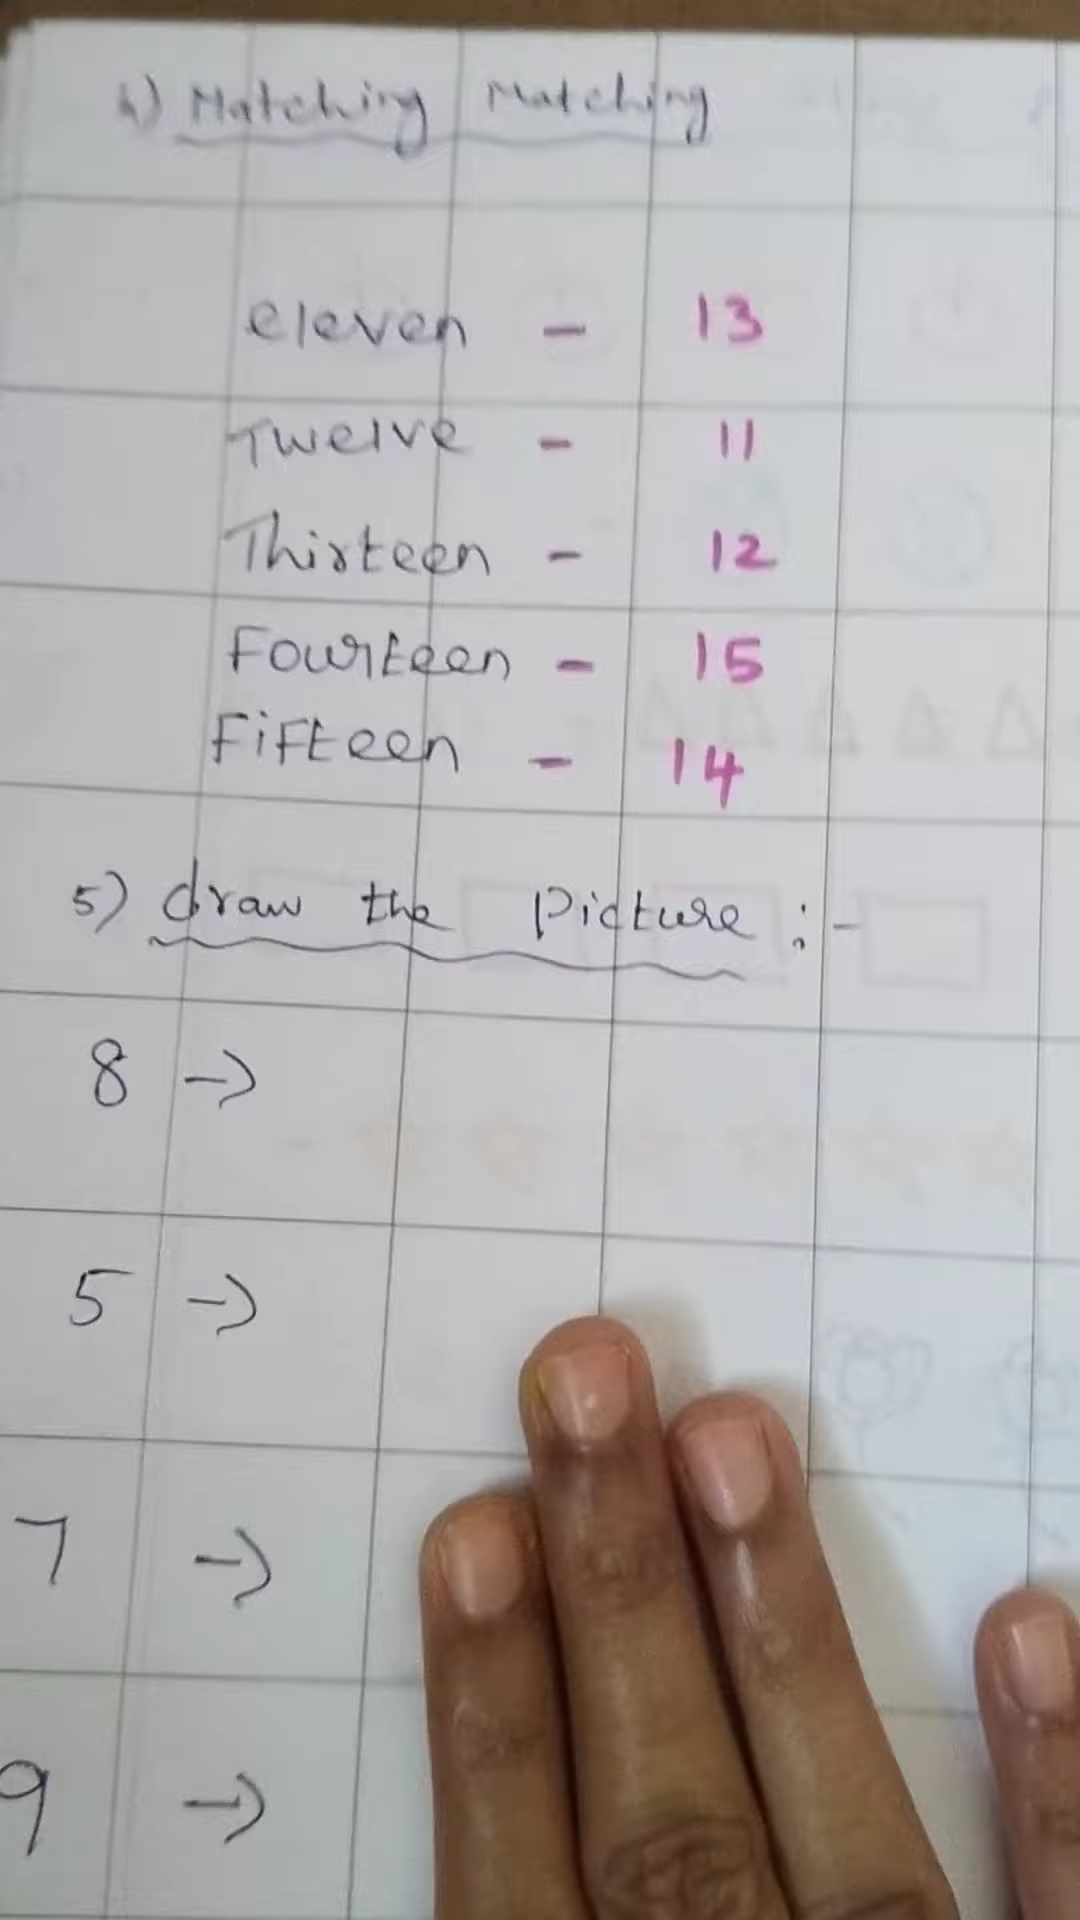 4) Matching Matching
eleven - 13
Twelve - 11
Thirteen - 12
Fourteen - 15
Fifteen - 14
5) draw the Picture :-
8 →
5 →
7 →
9 →